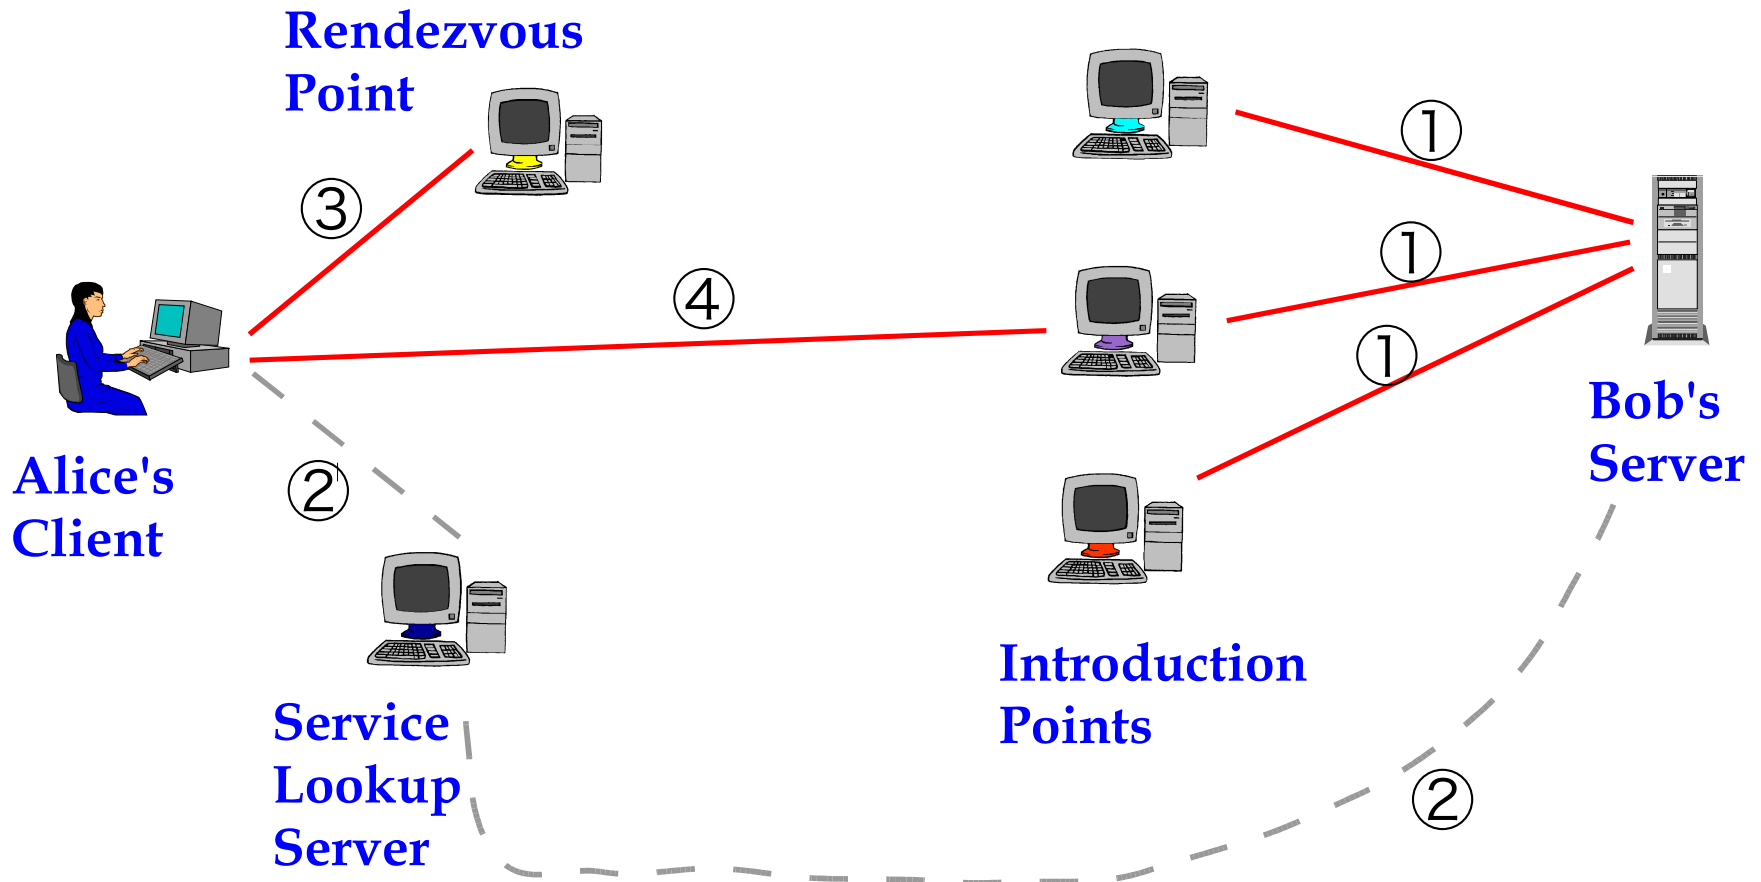 Rendezvous
Point
①
③
①
④
①
Bob's
Server
Alice's
Client
②
Introduction
Points
Service
Lookup
Server
②